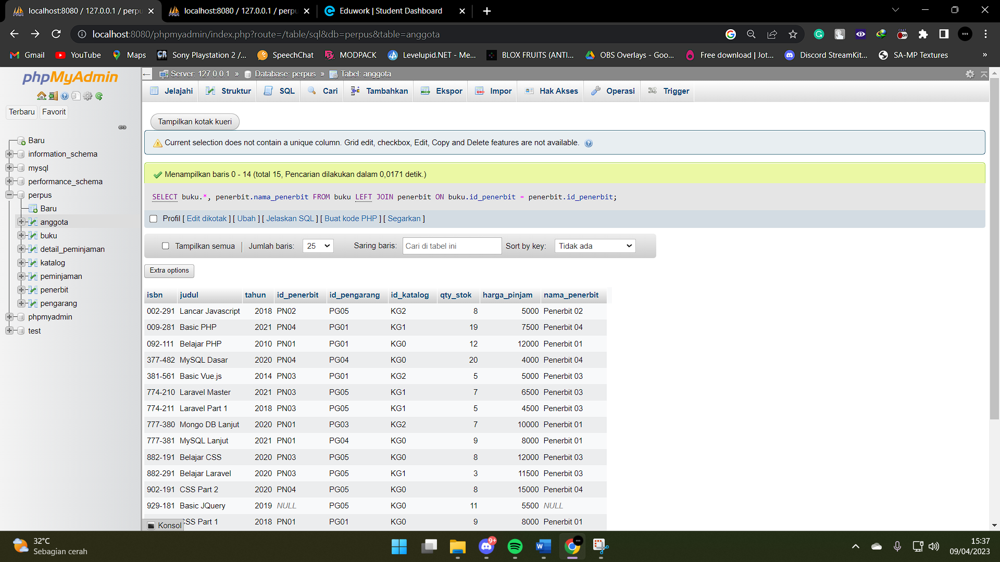 localhost:8080 / 127.0.0.1 / perpu
localhost:8080 / 127.0.0.1 / perpu
Eduwork | Student Dashboard
localhost:8080/phpmyadmin/index.php?route=/table/sql&db=perpus&table=anggota
Gmail
YouTube
Maps
Sony Playstation 2 /...
SpeechChat
MODPACK
Levelupid.NET - Me...
BLOX FRUITS (ANTI...
OBS Overlays - Goo...
Free download | Jot...
Discord StreamKit...
SA-MP Textures
»
phpMyAdmin
Terbaru Favorit
Baru
information_schema
mysql
performance_schema
perpus
Baru
anggota
buku
detail_peminjaman
katalog
peminjaman
penerbit
pengarang
phpmyadmin
test
Server: 127.0.0.1 » Database: perpus » Tabel: anggota
Jelajahi Struktur SQL Cari Tambahkan Ekspor Impor Hak Akses Operasi Trigger
Tampilkan kotak kueri
Current selection does not contain a unique column. Grid edit, checkbox, Edit, Copy and Delete features are not available.
Menampilkan baris 0 - 14 (total 15, Pencarian dilakukan dalam 0,0171 detik.)
SELECT buku.*, penerbit.nama_penerbit FROM buku LEFT JOIN penerbit ON buku.id_penerbit = penerbit.id_penerbit;
Profil [ Edit dikotak ] [ Ubah ] [ Jelaskan SQL ] [ Buat kode PHP ] [ Segarkan ]
Tampilkan semua | Jumlah baris: 25 Saring baris: Cari di tabel ini Sort by key: Tidak ada
Extra options
isbn judul tahun id_penerbit id_pengarang id_katalog qty_stok harga_pinjam nama_penerbit
002-291 Lancar Javascript 2018 PN02 PG05 KG2 8 5000 Penerbit 02
009-281 Basic PHP 2021 PN04 PG01 KG1 19 7500 Penerbit 04
092-111 Belajar PHP 2010 PN01 PG01 KG0 12 12000 Penerbit 01
377-482 MySQL Dasar 2020 PN04 PG04 KG0 20 4000 Penerbit 04
381-561 Basic Vue.js 2014 PN03 PG01 KG2 5 5000 Penerbit 03
774-210 Laravel Master 2021 PN03 PG05 KG1 7 6500 Penerbit 03
774-211 Laravel Part 1 2018 PN03 PG05 KG1 5 4500 Penerbit 03
777-380 Mongo DB Lanjut 2020 PN01 PG03 KG2 7 10000 Penerbit 01
777-381 MySQL Lanjut 2021 PN01 PG04 KG0 9 8000 Penerbit 01
882-191 Belajar CSS 2020 PN03 PG05 KG0 8 12000 Penerbit 03
882-291 Belajar Laravel 2020 PN03 PG05 KG1 3 11500 Penerbit 03
902-191 CSS Part 2 2020 PN04 PG05 KG0 8 15000 Penerbit 04
929-181 Basic JQuery 2019 NULL PG05 KG0 11 5500 NULL
CSS Part 1 2018 PN01 PG01 KG0 9 8000 Penerbit 01
Konsol
32°C
Sebagian cerah
9+
15:37
09/04/2023